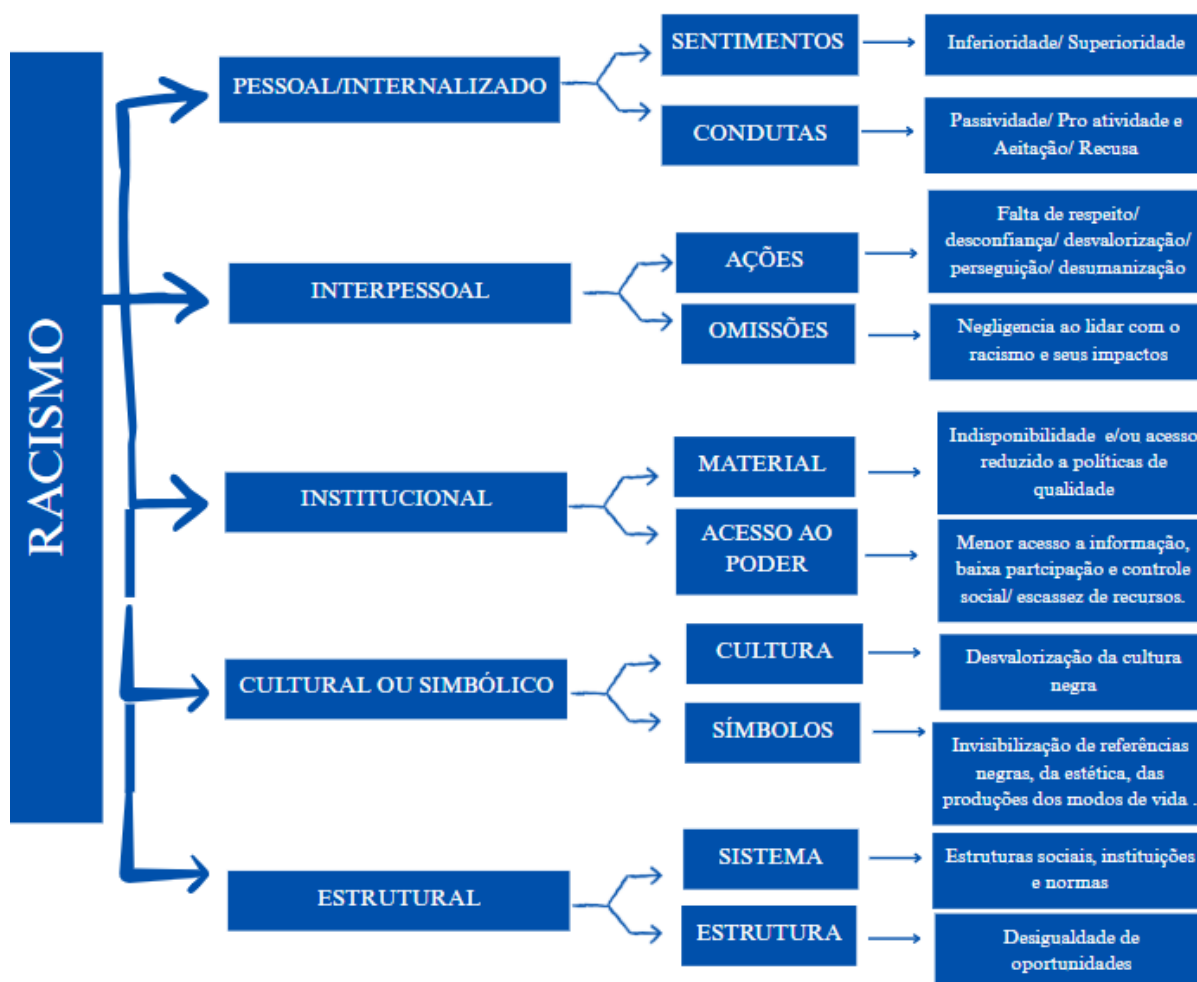 RACISMO
PESSOAL/INTERNALIZADO
SENTIMENTOS
Inferioridade/ Superioridade
CONDUTAS
Passividade/ Pro atividade e
Aeitação/ Recusa
INTERPESSOAL
AÇÕES
Falta de respeito/
desconfiança/ desvalorização/
perseguição/ desumanização
OMISSÕES
Negligencia ao lidar com o
racismo e seus impactos
INSTITUCIONAL
MATERIAL
Indisponibilidade e/ou acesso
reduzido a políticas de
qualidade
ACESSO AO
PODER
Menor acesso a informação,
baixa partcipação e controle
social/ escassez de recursos.
CULTURAL OU SIMBÓLICO
CULTURA
Desvalorização da cultura
negra
SÍMBOLOS
Invisibilização de referências
negras, da estética, das
produções dos modos de vida .
ESTRUTURAL
SISTEMA
Estruturas sociais, instituições
e normas
ESTRUTURA
Desigualdade de
oportunidades